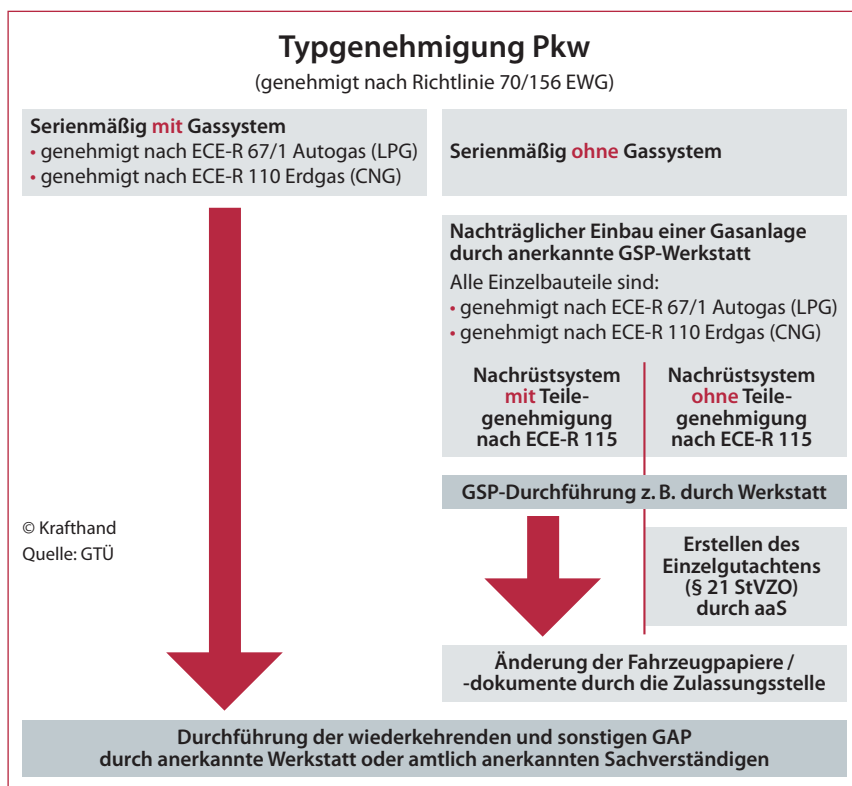 Typgenehmigung Pkw
(genehmigt nach Richtlinie 70/156 EWG)
Serienmäßig mit Gassystem
• genehmigt nach ECE-R 67/1 Autogas (LPG)
• genehmigt nach ECE-R 110 Erdgas (CNG)
Serienmäßig ohne Gassystem
Nachträglicher Einbau einer Gasanlage
durch anerkannte GSP-Werkstatt
Alle Einzelbauteile sind:
• genehmigt nach ECE-R 67/1 Autogas (LPG)
• genehmigt nach ECE-R 110 Erdgas (CNG)
Nachrüstsystem
mit Teile-
genehmigung
nach ECE-R 115
Nachrüstsystem
ohne Teile-
genehmigung
nach ECE-R 115
GSP-Durchführung z. B. durch Werkstatt
© Krafthand
Quelle: GTÜ
Erstellen des
Einzelgutachtens
(§ 21 StVZO)
durch aaS
Änderung der Fahrzeugpapiere /
-dokumente durch die Zulassungsstelle
Durchführung der wiederkehrenden und sonstigen GAP
durch anerkannte Werkstatt oder amtlich anerkannten Sachverständigen